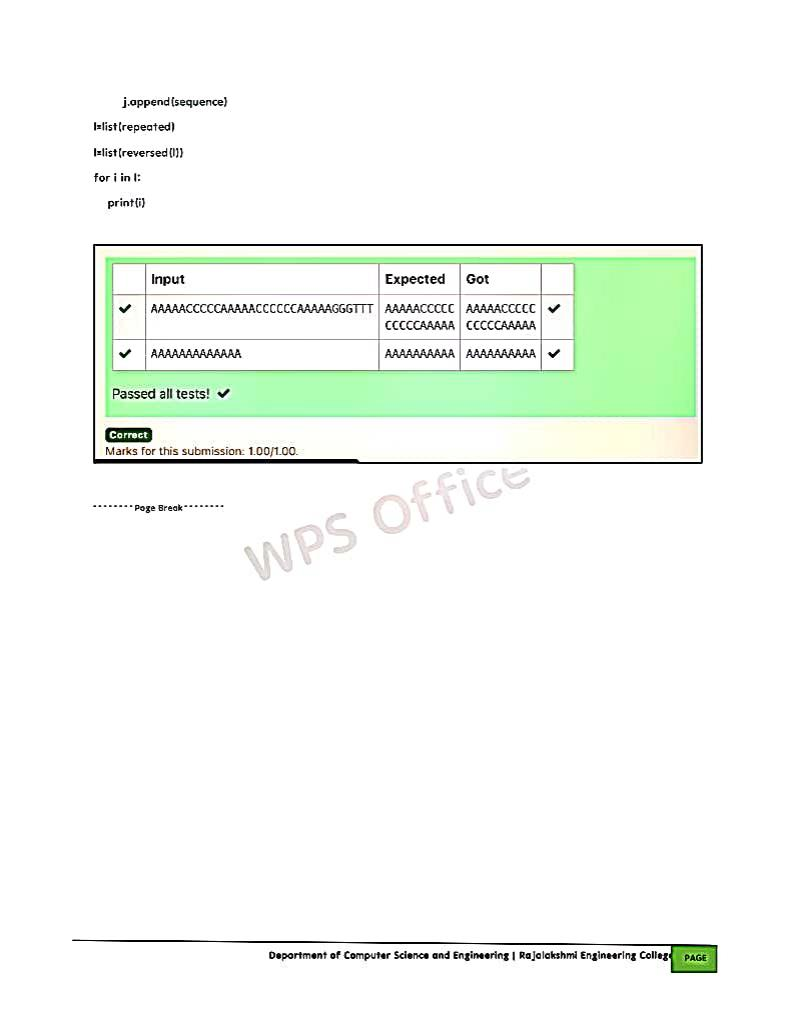 j.append(sequence)
l=list(repeated)
l=list(reversed(l))
for i in l:
print(i)
Input Expected Got
✔ AAAAACCCCCAAAAACCCCCCAAAAAGGGTTT AAAAACCCCC AAAAACCCCC ✔
CCCCCAAAAA CCCCCAAAAA
✔ AAAAAAAAAAAAA AAAAAAAAAA AAAAAAAAAA ✔
Passed all tests! ✔
Correct
Marks for this submission: 1.00/1.00.
WPS Office
--------Page Break--------
Department of Computer Science and Engineering | Rajalakshmi Engineering College PAGE